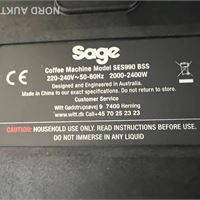 NORD AUKT
sage
Coffee Machine Model SES990 BSS
220-240V~50-60Hz 2000-2400W
Designed and Engineered in Australia.
Made in China to our exact specification. Do not return to store.
Customer Service
Witt Gødstrupvej 9 7400 Herning
www.witt.dk Call +45 70 25 23 23
CAUTION: HOUSEHOLD USE ONLY. READ INSTRUCTIONS BEFORE USE.
DO NOT IMMERSE IN ANY LIQUID